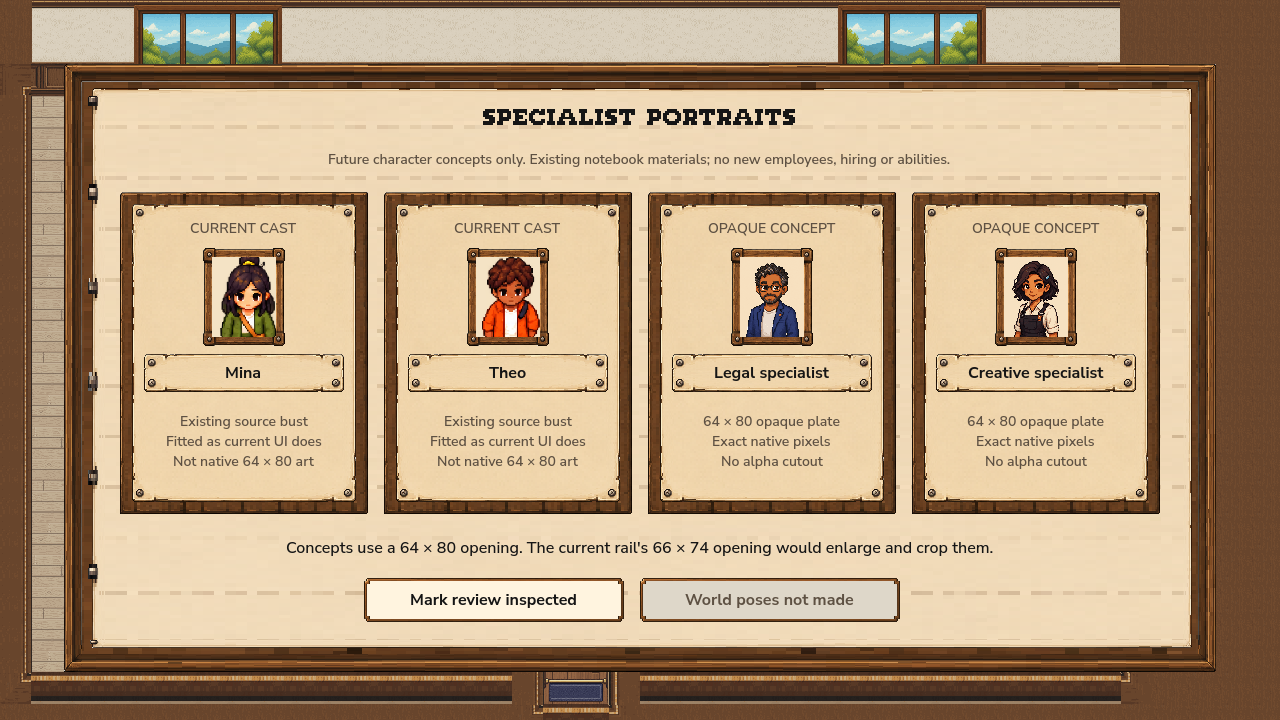 SPECIALIST PORTRAITS
Future character concepts only. Existing notebook materials; no new employees, hiring or abilities.
CURRENT CAST
Mina
Existing source bust
Fitted as current UI does
Not native 64 × 80 art
CURRENT CAST
Theo
Existing source bust
Fitted as current UI does
Not native 64 × 80 art
OPAQUE CONCEPT
Legal specialist
64 × 80 opaque plate
Exact native pixels
No alpha cutout
OPAQUE CONCEPT
Creative specialist
64 × 80 opaque plate
Exact native pixels
No alpha cutout
Concepts use a 64 × 80 opening. The current rail's 66 × 74 opening would enlarge and crop them.
Mark review inspected
World poses not made